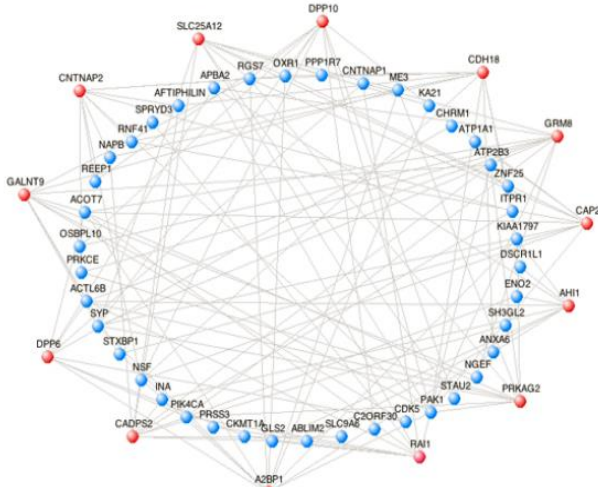 DPP10
SLC25A12
OXR1
PPP1R7
CDH18
RGS7
CNTNAP1
CNTNAP2
APBA2
ME3
AFTIPHILIN
KA21
SPRYD3
CHRM1
GRM8
RNF41
ATP1A1
NAPB
ATP2B3
REEP1
ZNF25
GALNT9
ACOT7
ITPR1
CAP2
OSBPL10
KIAA1797
PRKCE
DSCR1L1
ACTL6B
ENO2
AHI1
SYP
SH3GL2
DPP6
STXBP1
ANXA6
NSF
NGEF
PRKAG2
INA
STAU2
PIK4CA
PAK1
CADPS2
PRSS3
CDK5
CKMT1A
C2ORF30
GLS2
ABLIM2
SLC9A6
RAI1
A2BP1